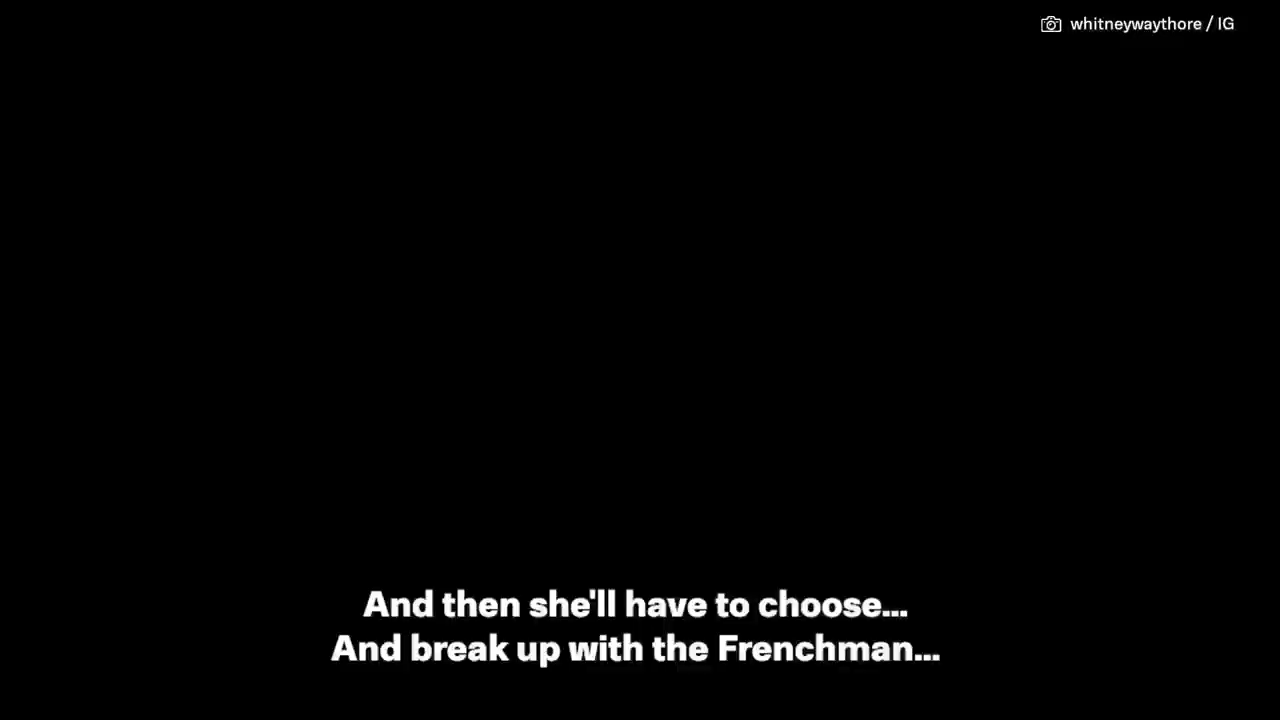 whitneywaythore / IG
And then she'll have to choose...
And break up with the Frenchman...